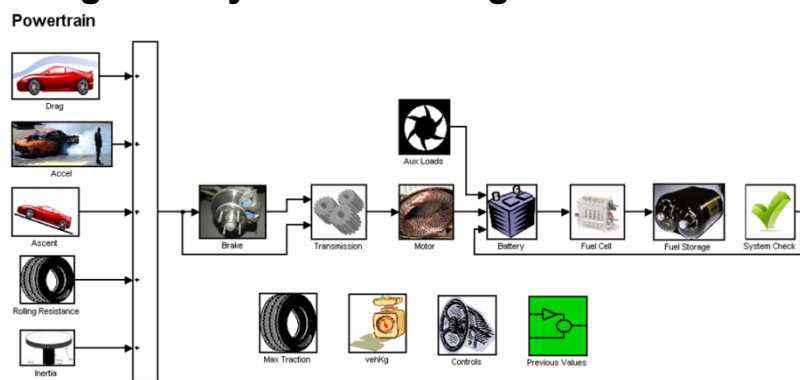 Powertrain
Drag
Accel
Ascent
Rolling Resistance
Inertia
Brake
Transmission
Motor
Aux Loads
Battery
Fuel Cell
Fuel Storage
System Check
Max Traction
vehKg
Controls
Previous Values